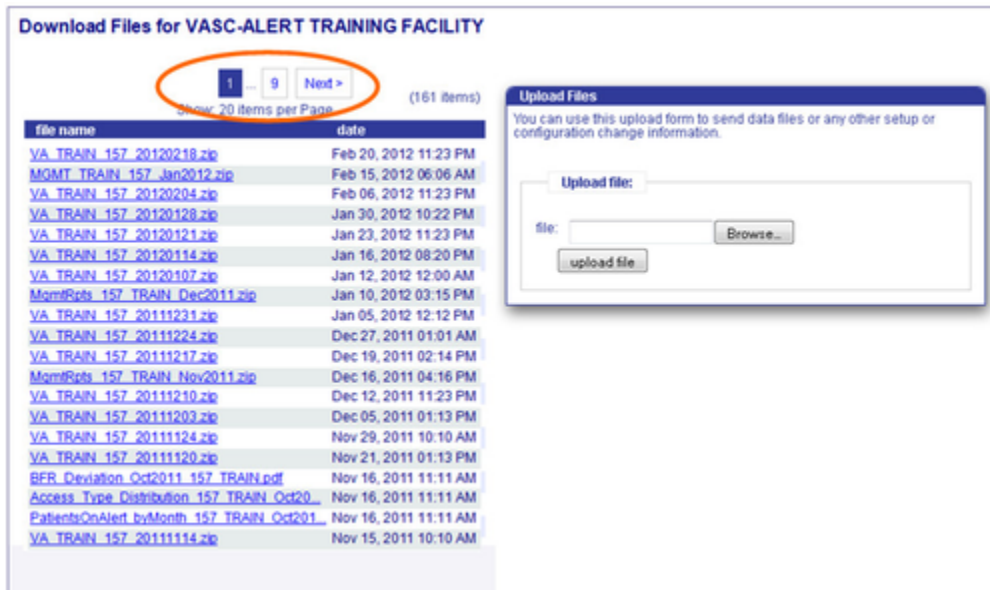 Download Files for VASC-ALERT TRAINING FACILITY
1 ... 9 Next >
Show: 20 items per Page
(161 items)
file name date
VA_TRAIN_157_20120218.zip Feb 20, 2012 11:23 PM
MGMT_TRAIN_157_Jan2012.zip Feb 15, 2012 06:06 AM
VA_TRAIN_157_20120204.zip Feb 06, 2012 11:23 PM
VA_TRAIN_157_20120128.zip Jan 30, 2012 10:22 PM
VA_TRAIN_157_20120121.zip Jan 23, 2012 11:23 PM
VA_TRAIN_157_20120114.zip Jan 16, 2012 08:20 PM
VA_TRAIN_157_20120107.zip Jan 12, 2012 12:00 AM
MgmtRpts_157_TRAIN_Dec2011.zip Jan 10, 2012 03:15 PM
VA_TRAIN_157_20111231.zip Jan 05, 2012 12:12 PM
VA_TRAIN_157_20111224.zip Dec 27, 2011 01:01 AM
VA_TRAIN_157_20111217.zip Dec 19, 2011 02:14 PM
MgmtRpts_157_TRAIN_Nov2011.zip Dec 16, 2011 04:16 PM
VA_TRAIN_157_20111210.zip Dec 12, 2011 11:23 PM
VA_TRAIN_157_20111203.zip Dec 05, 2011 01:13 PM
VA_TRAIN_157_20111124.zip Nov 29, 2011 10:10 AM
VA_TRAIN_157_20111120.zip Nov 21, 2011 01:13 PM
BFR_Deviation_Oct2011_157_TRAIN.pdf Nov 16, 2011 11:11 AM
Access_Type_Distribution_157_TRAIN_Oct20... Nov 16, 2011 11:11 AM
PatientsOnAlert_byMonth_157_TRAIN_Oct201... Nov 16, 2011 11:11 AM
VA_TRAIN_157_20111114.zip Nov 15, 2011 10:10 AM
Upload Files
You can use this upload form to send data files or any other setup or
configuration change information.
Upload file:
file: Browse...
upload file